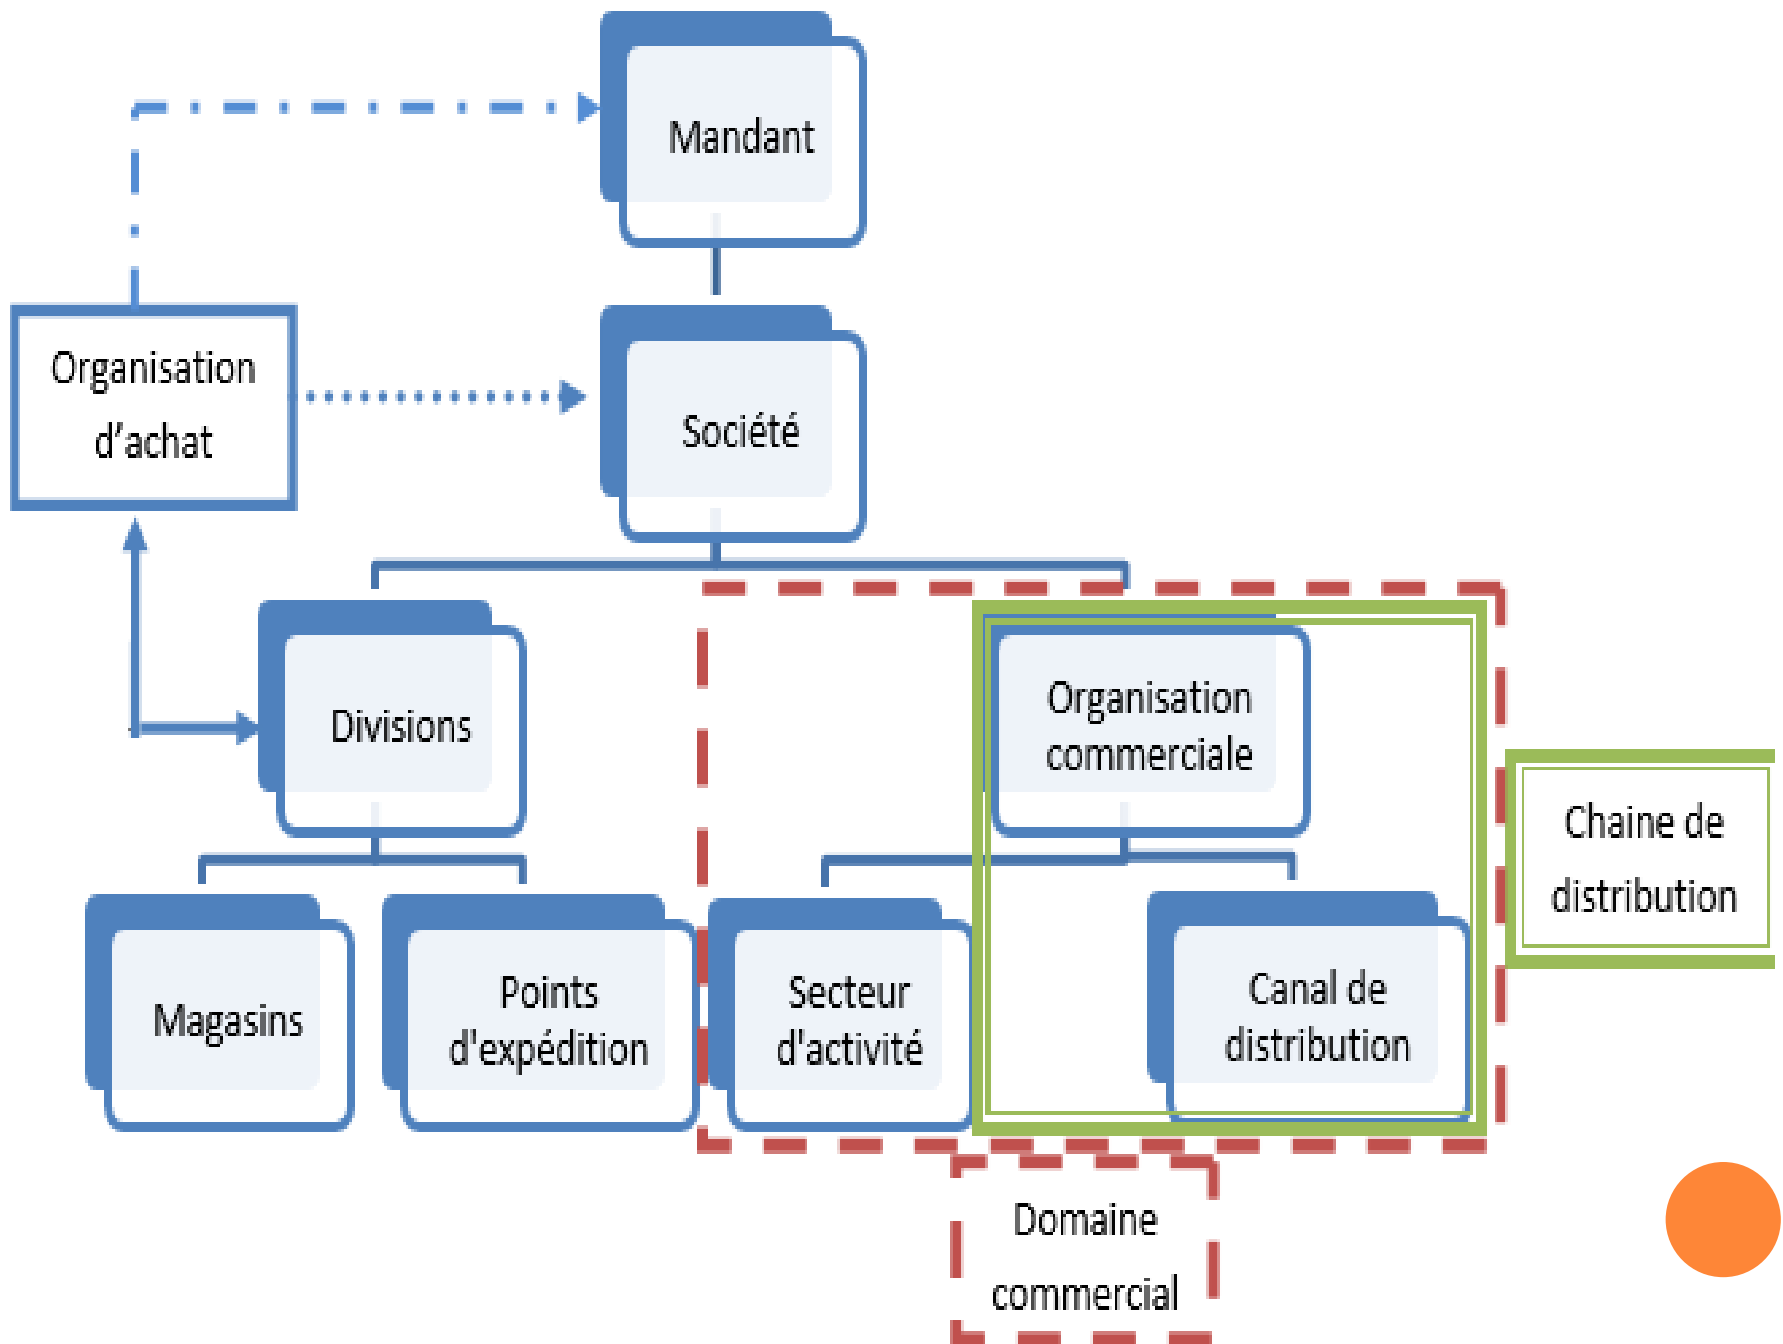 Mandant
Organisation
d’achat
Société
Divisions
Organisation
commerciale
Chaine de
distribution
Magasins
Points
d'expédition
Secteur
d'activité
Canal de
distribution
Domaine
commercial